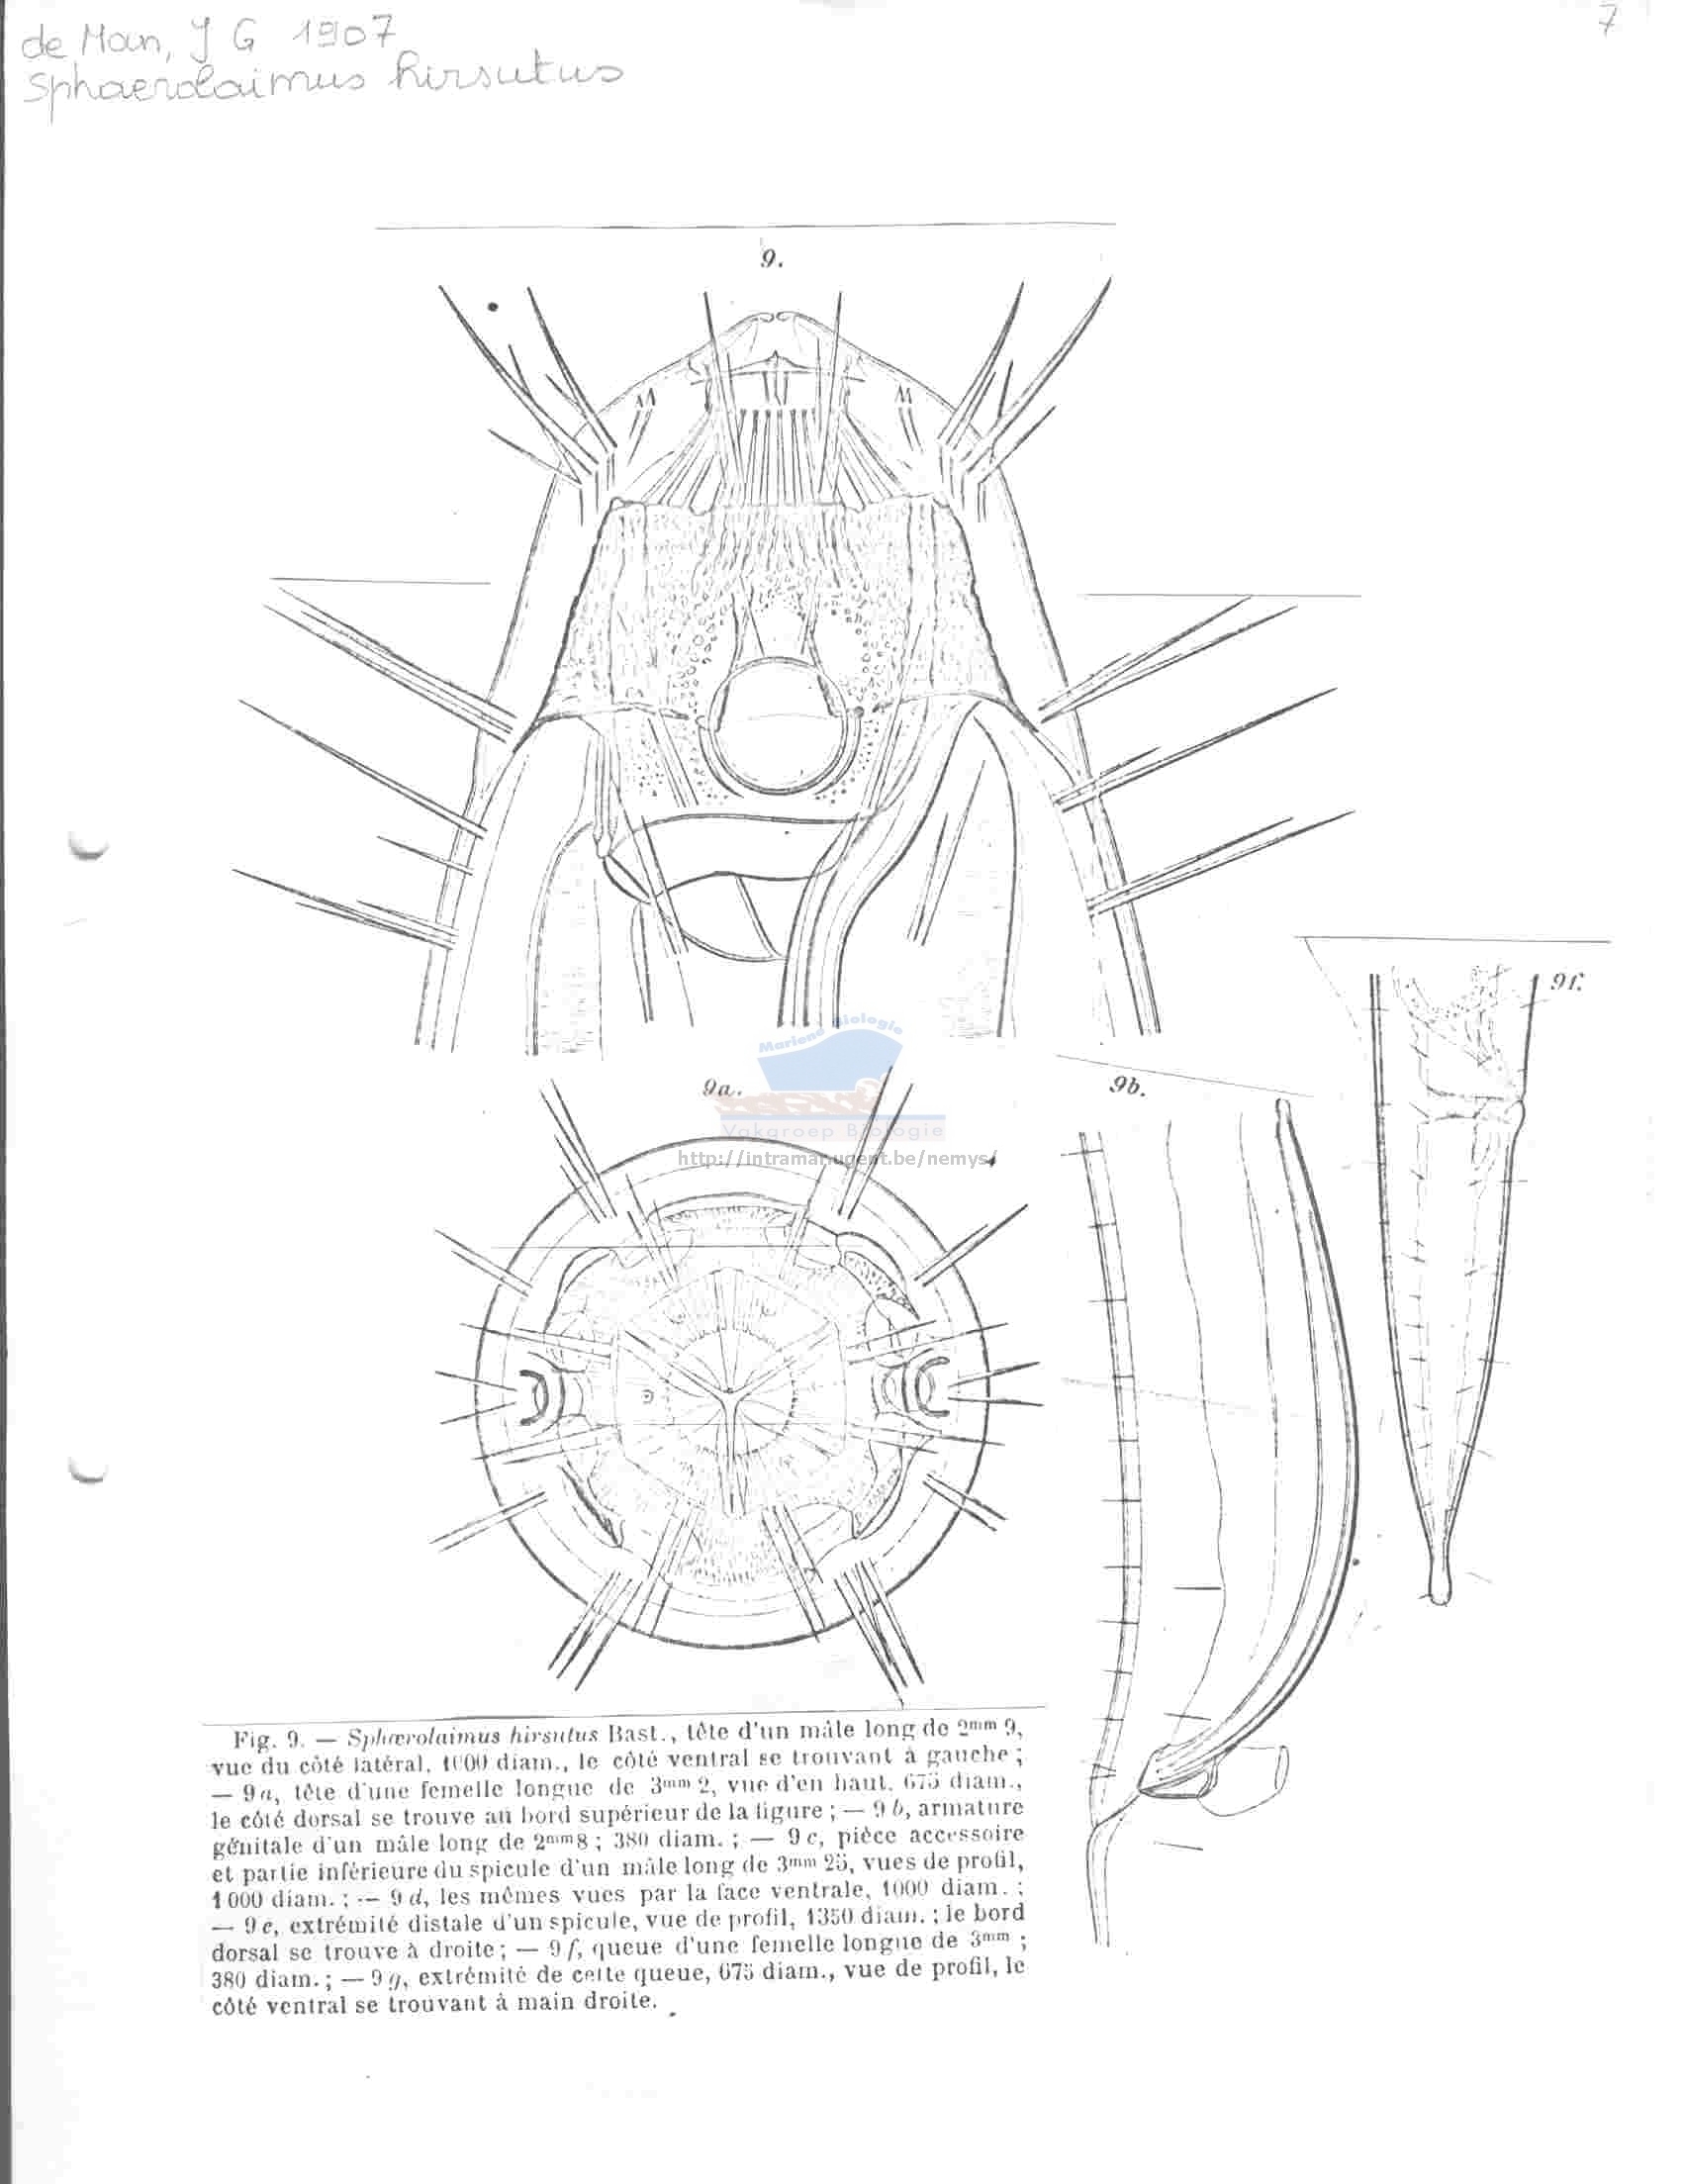 de Man, J G 1907
Sphaerolaimus hirsutus
7
9.
9f.
Mariene Biologie
9a.
9b.
Vakgroep Biologie
http://intramar.ugent.be/nemys/
Fig. 9. — Sphærolaimus hirsutus Bast., tête d'un mâle long de 2mm 9,
vue du côté latéral, 1000 diam., le côté ventral se trouvant à gauche ;
— 9 a, tête d'une femelle longue de 3mm 2, vue d'en haut, 675 diam.,
le côté dorsal se trouve au bord supérieur de la figure ; — 9 b, armature
génitale d'un mâle long de 2mm8 ; 380 diam. ; — 9 c, pièce accessoire
et partie inférieure du spicule d'un mâle long de 3mm 25, vues de profil,
1000 diam. ; — 9 d, les mêmes vues par la face ventrale, 1000 diam. ;
— 9 e, extrémité distale d'un spicule, vue de profil, 1350 diam. ; le bord
dorsal se trouve à droite ; — 9 f, queue d'une femelle longue de 3mm ;
380 diam. ; — 9 g, extrémité de cette queue, 675 diam., vue de profil, le
côté ventral se trouvant à main droite.